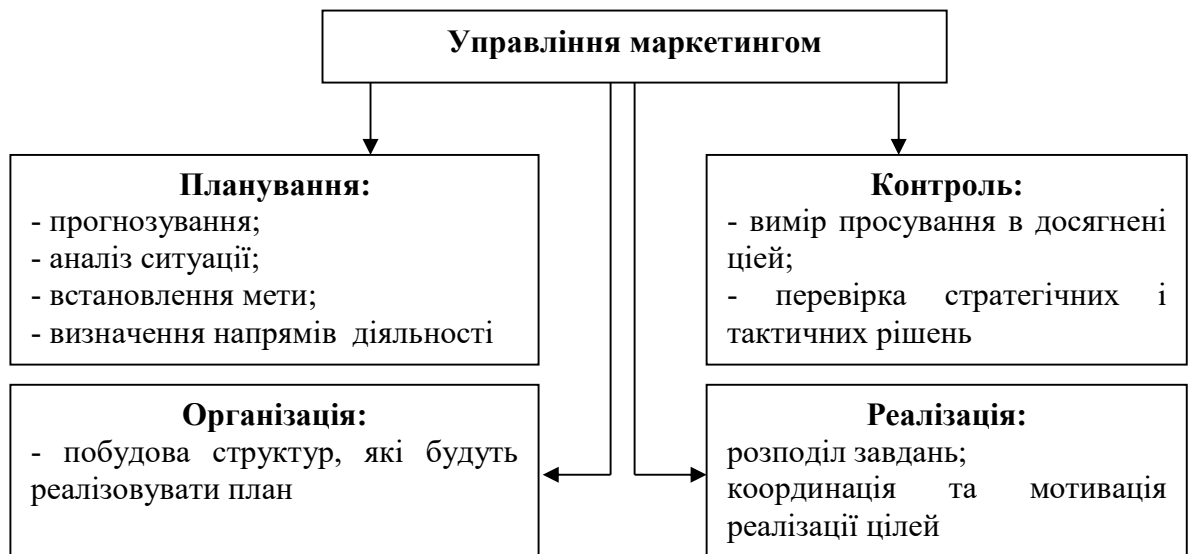 Управління маркетингом
Планування:
- прогнозування;
- аналіз ситуації;
- встановлення мети;
- визначення напрямів діяльності
Контроль:
- вимір просування в досягнені
ціей;
- перевірка стратегічних і
тактичних рішень
Організація:
- побудова структур, які будуть
реалізовувати план
Реалізація:
розподіл завдань;
координація та мотивація
реалізації цілей